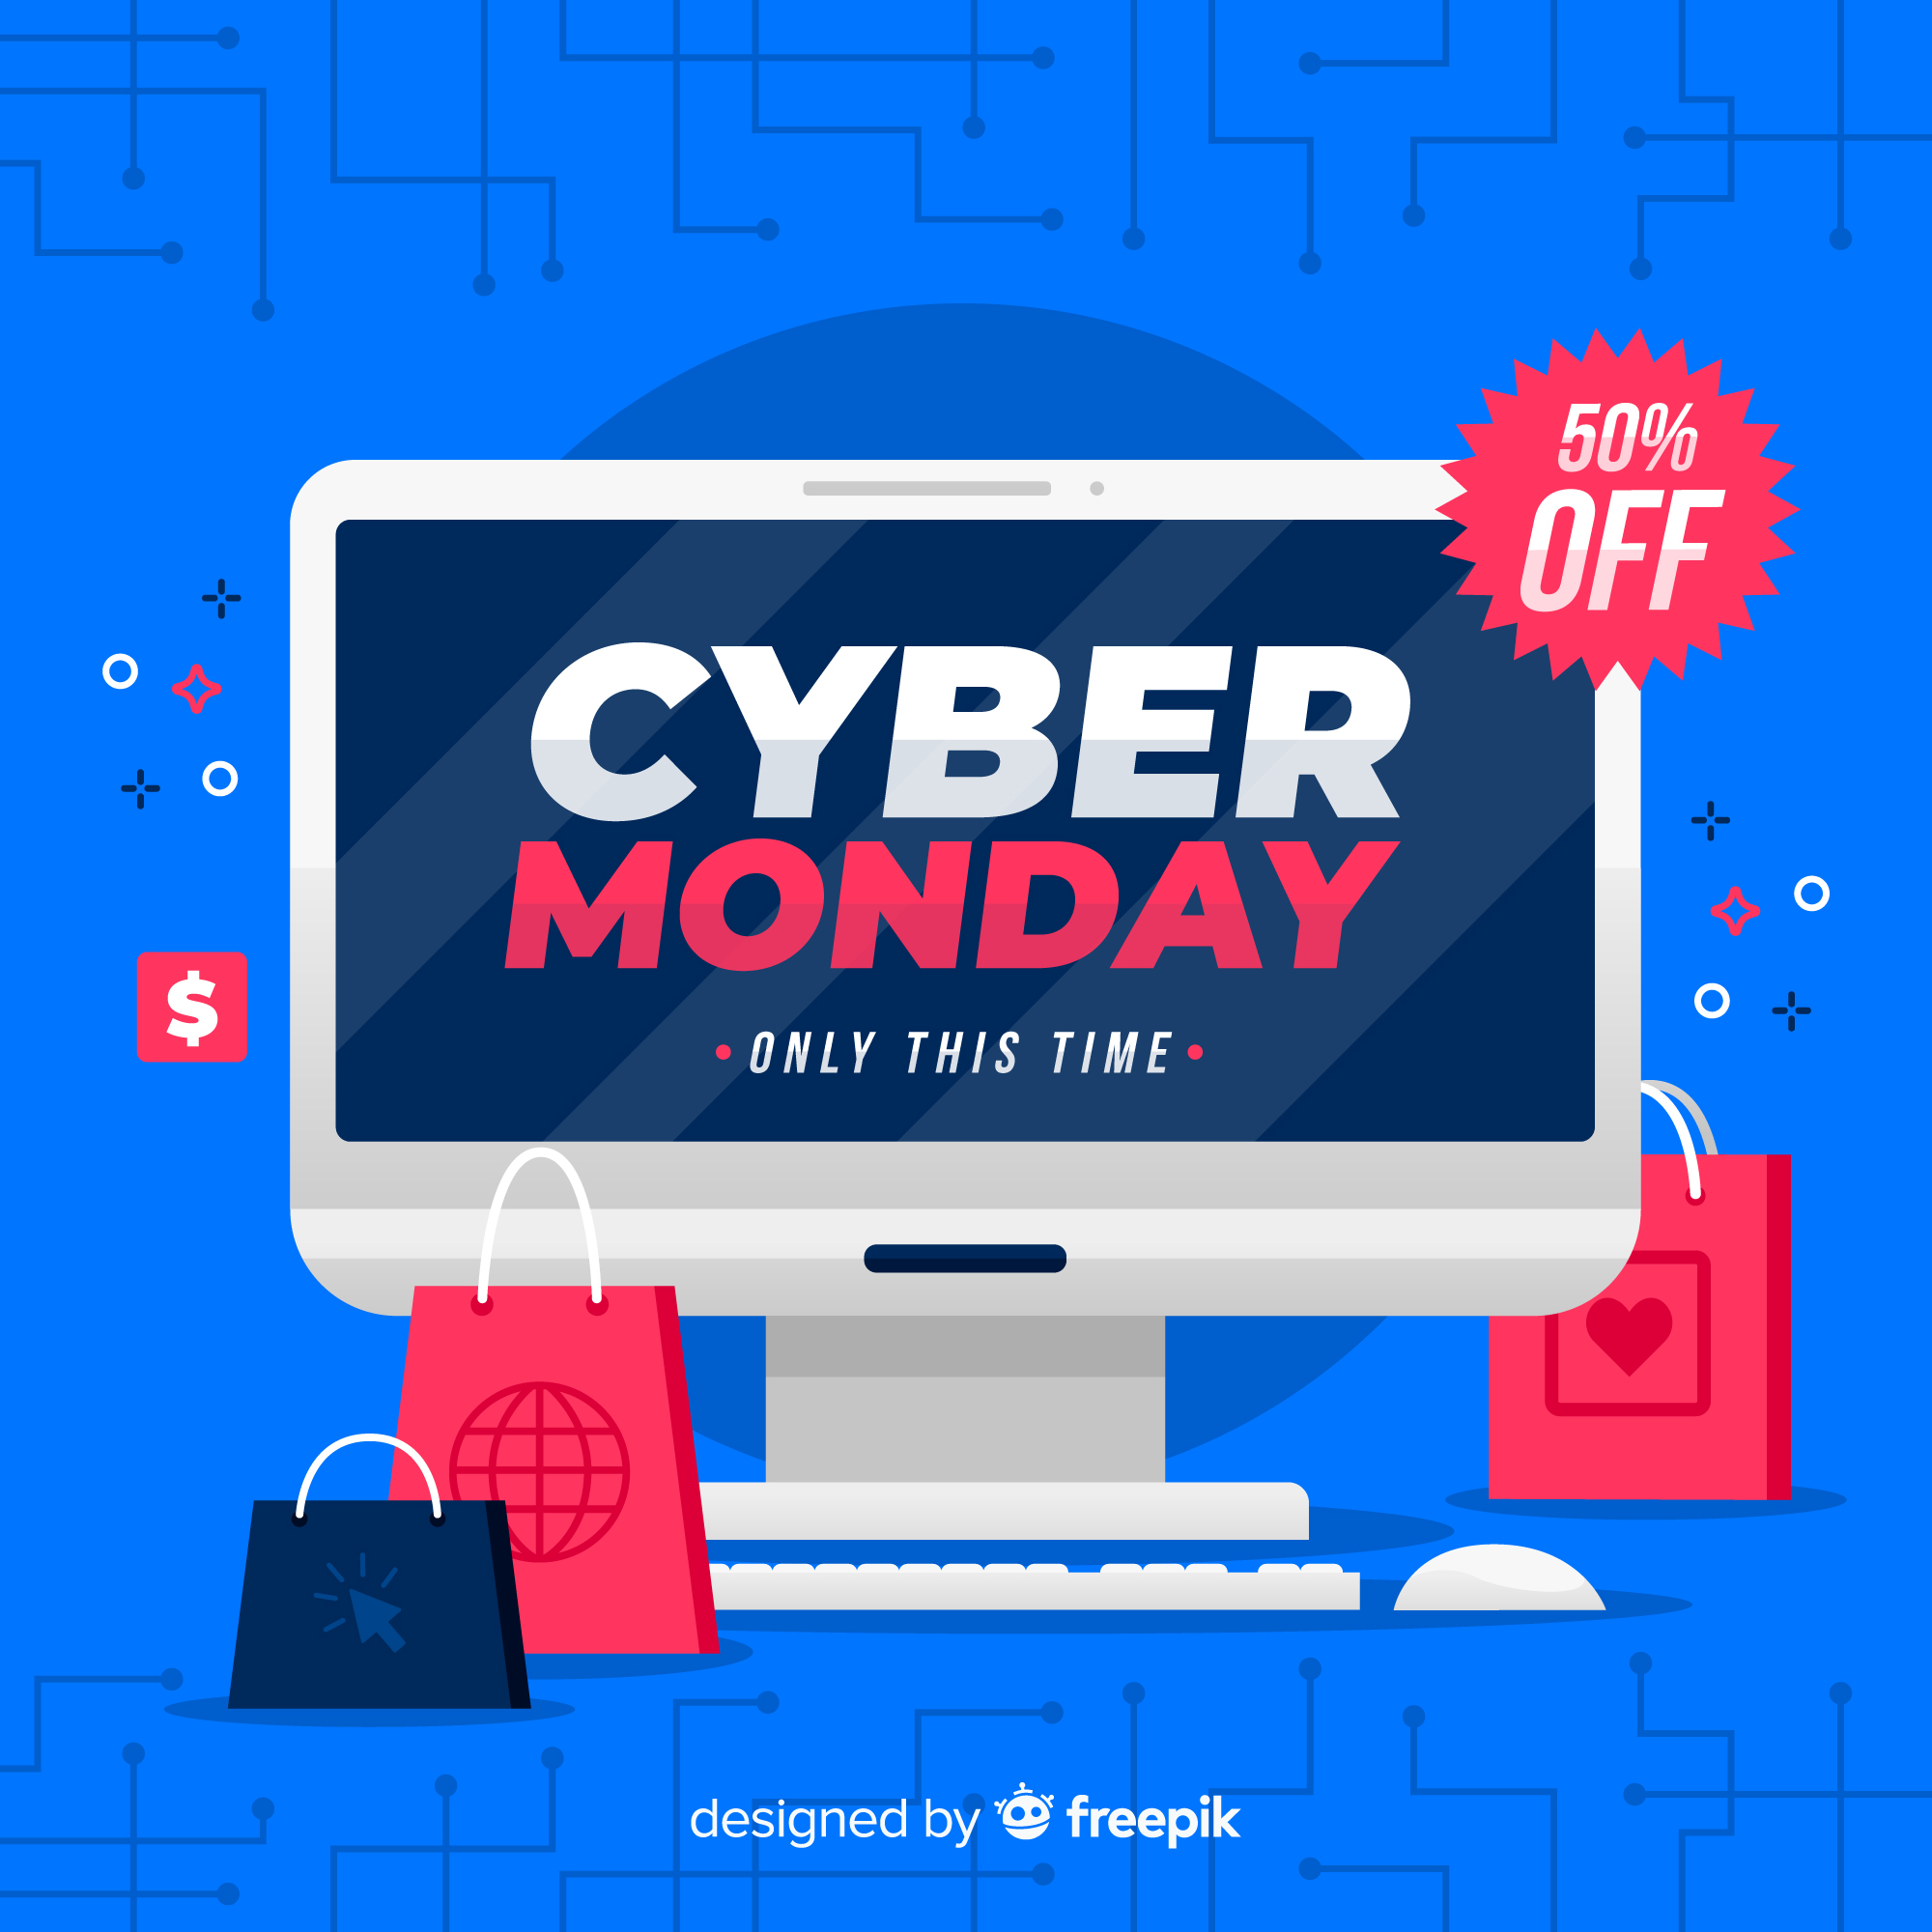 50%
OFF
CYBER
MONDAY
• ONLY THIS TIME •
$
designed by freepik